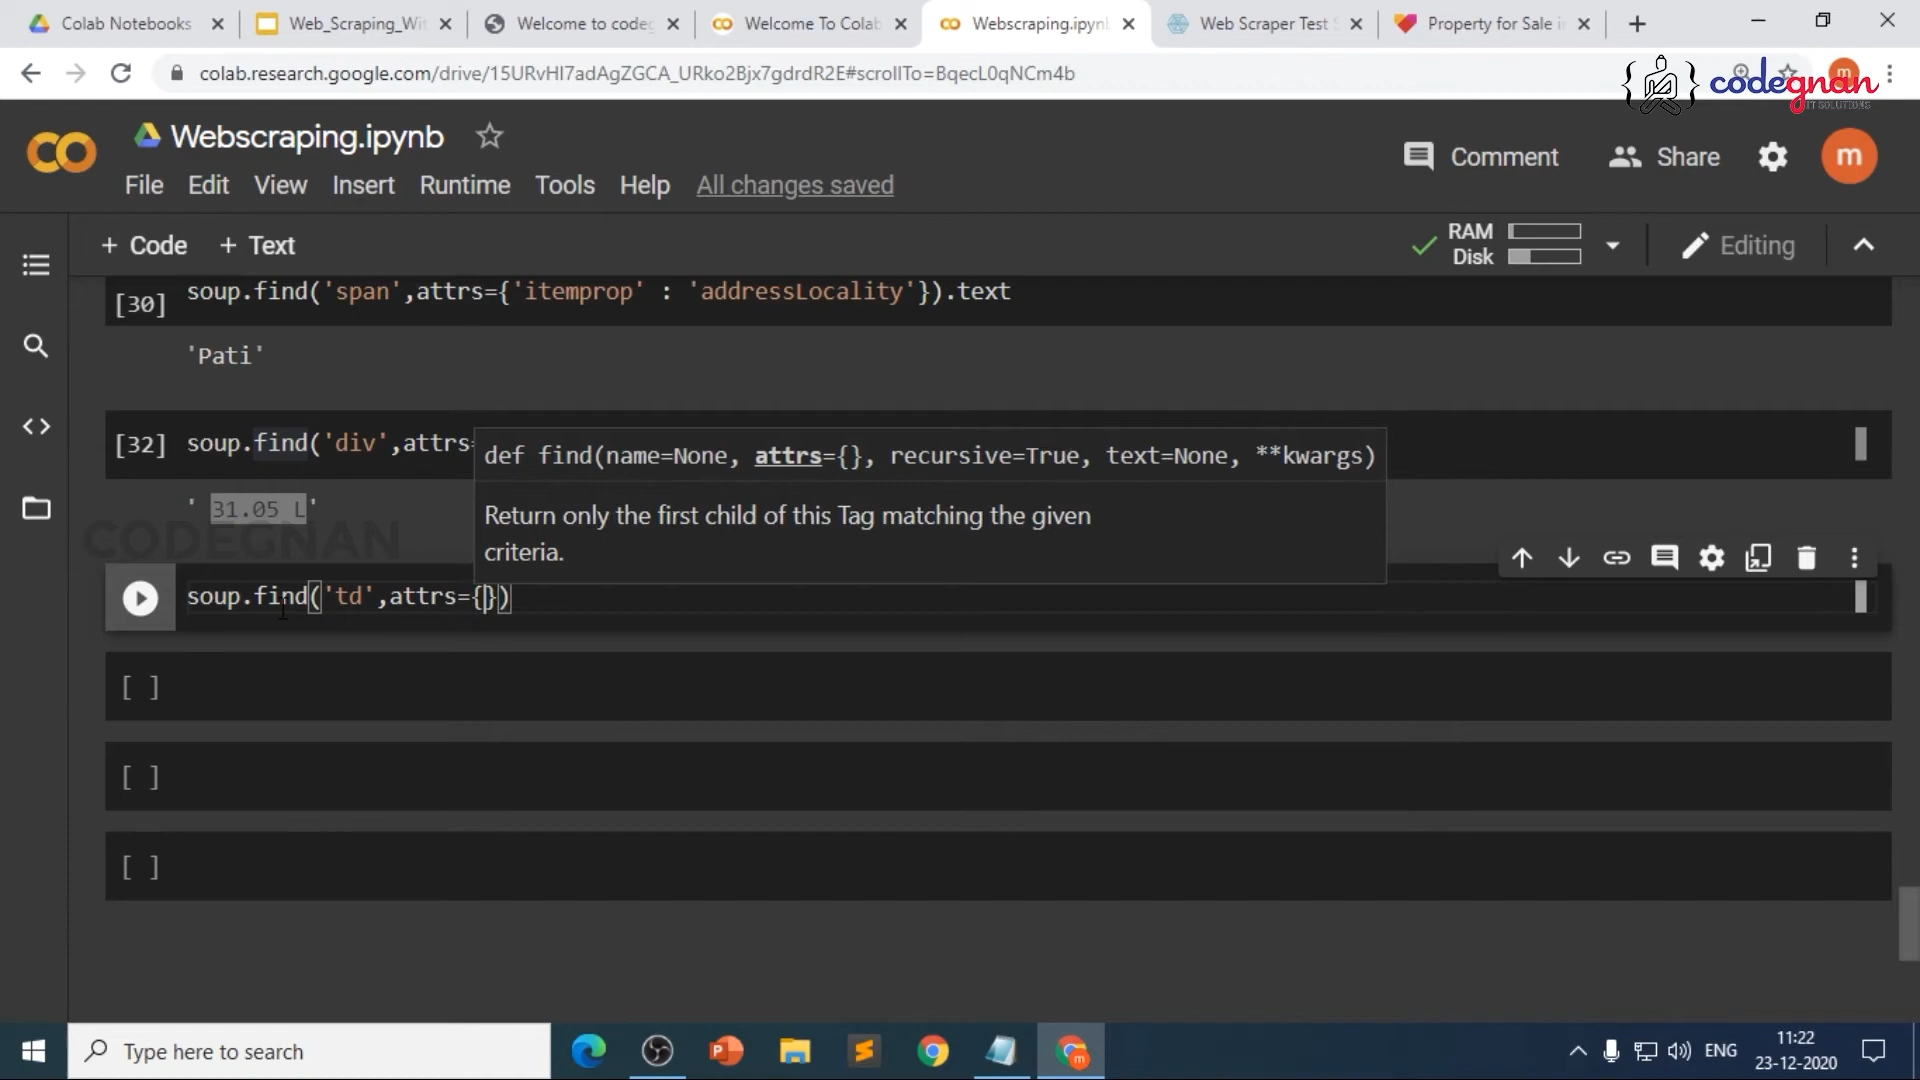 Colab Notebooks
Web_Scraping_Wit
Welcome to codeg
Welcome To Colab
Webscraping.ipynb
Web Scraper Test S
Property for Sale in
colab.research.google.com/drive/15URvHI7adAgZGCA_URko2Bjx7gdrdR2E#scrollTo=BqecL0qNCm4b
m
codegnan
IT SOLUTIONS
CO
Webscraping.ipynb
Comment
Share
m
File Edit View Insert Runtime Tools Help All changes saved
+ Code + Text
RAM
Disk
Editing
[30] soup.find('span',attrs={'itemprop' : 'addressLocality'}).text
'Pati'
[32] soup.find('div',attrs=
def find(name=None, attrs={}, recursive=True, text=None, **kwargs)
' 31.05 L'
Return only the first child of this Tag matching the given
criteria.
CODEGNAN
soup.find('td',attrs={})
[ ]
[ ]
[ ]
Type here to search
ENG
11:22
23-12-2020